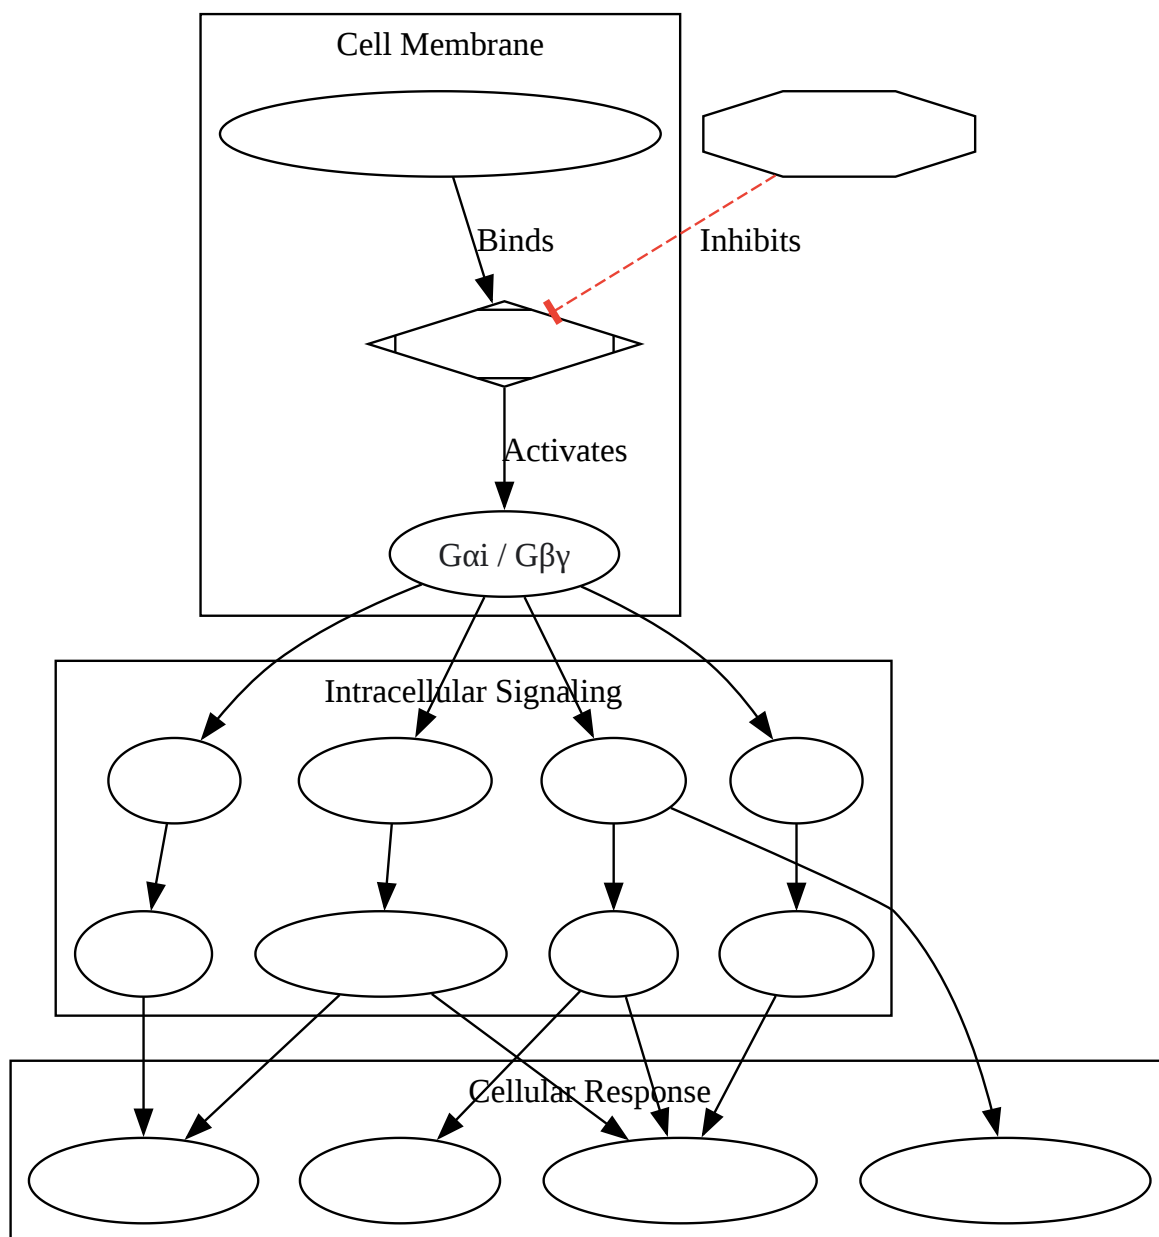 Cell Membrane
Binds
Inhibits
Activates
Gαi / Gβγ
Intracellular Signaling
Cellular Response